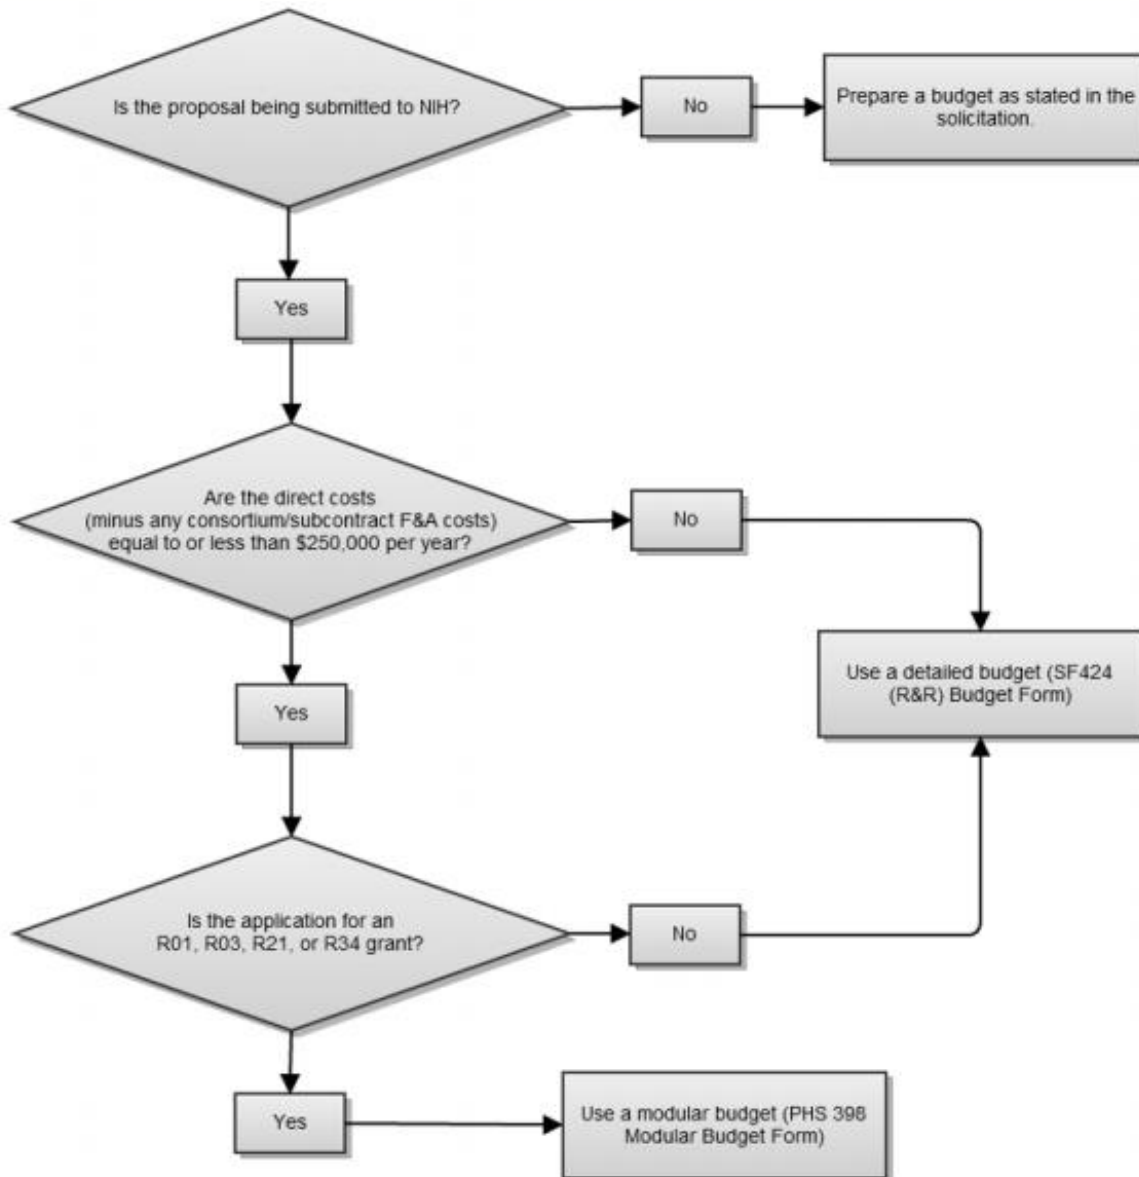 Is the proposal being submitted to NIH?
No
Prepare a budget as stated in the
solicitation.
Yes
Are the direct costs
(minus any consortium/subcontract F&A costs)
equal to or less than $250,000 per year?
No
Use a detailed budget (SF424
(R&R) Budget Form)
Yes
Is the application for an
R01, R03, R21, or R34 grant?
No
Yes
Use a modular budget (PHS 398
Modular Budget Form)